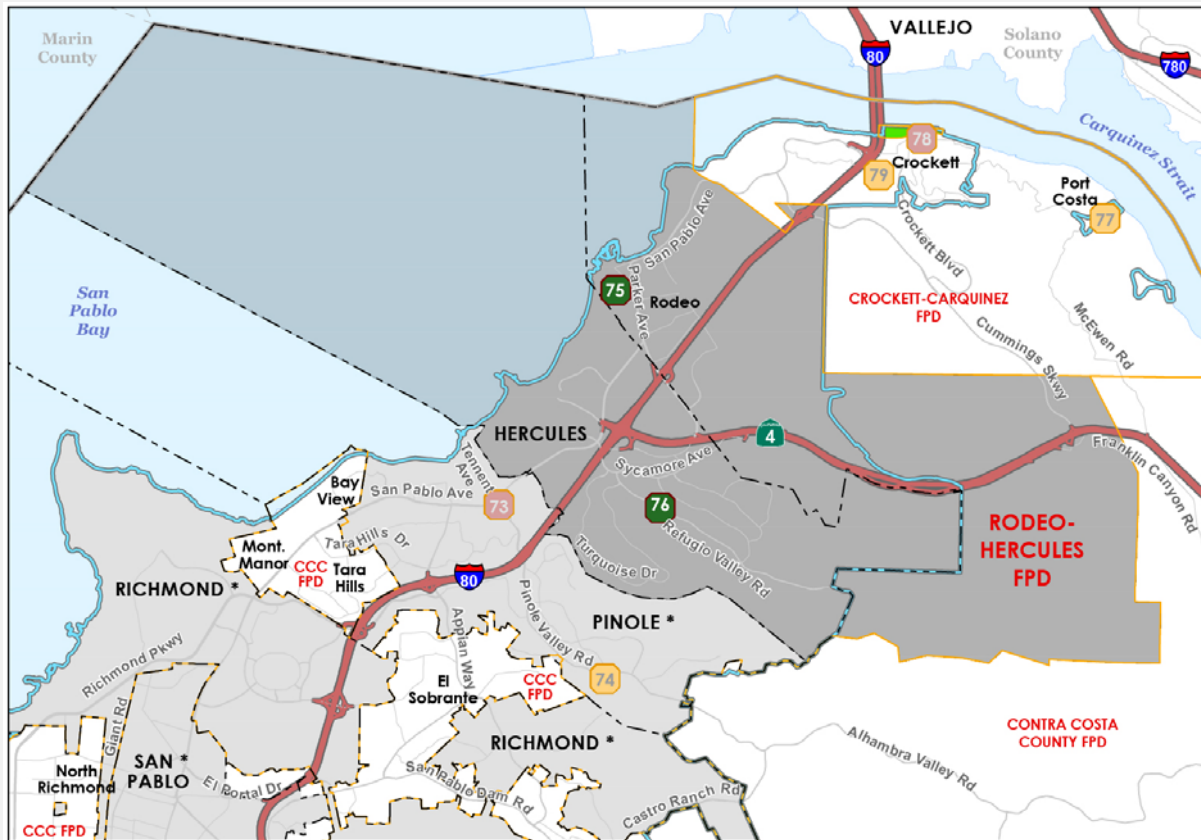 Marin
County
VALLEJO
Solano
County
80
780
Carquinez Strait
78
Crockett
79
Port
Costa
77
San Pablo Ave
Crockett Blvd
San
Pablo
Bay
75
Parker Ave
Rodeo
CROCKETT-CARQUINEZ
FPD
Cummings Skwy
McEwen Rd
HERCULES
4
Tennent
Ave
Sycamore Ave
Franklin Canyon Rd
Bay
View
San Pablo Ave
73
76
Refugio Valley Rd
RODEO-
HERCULES
FPD
Mont.
Manor
Tara Hills Dr
CCC
FPD
Tara
Hills
Turquoise Dr
80
RICHMOND *
Appian Way
Pinole Valley Rd
PINOLE *
Richmond Pkwy
El
Sobrante
CCC
FPD
74
Giant Rd
RICHMOND *
CONTRA COSTA
COUNTY FPD
SAN *
PABLO
North
Richmond
El Portal Dr
San Pablo Dam Rd
Castro Ranch Rd
Alhambra Valley Rd
CCC FPD